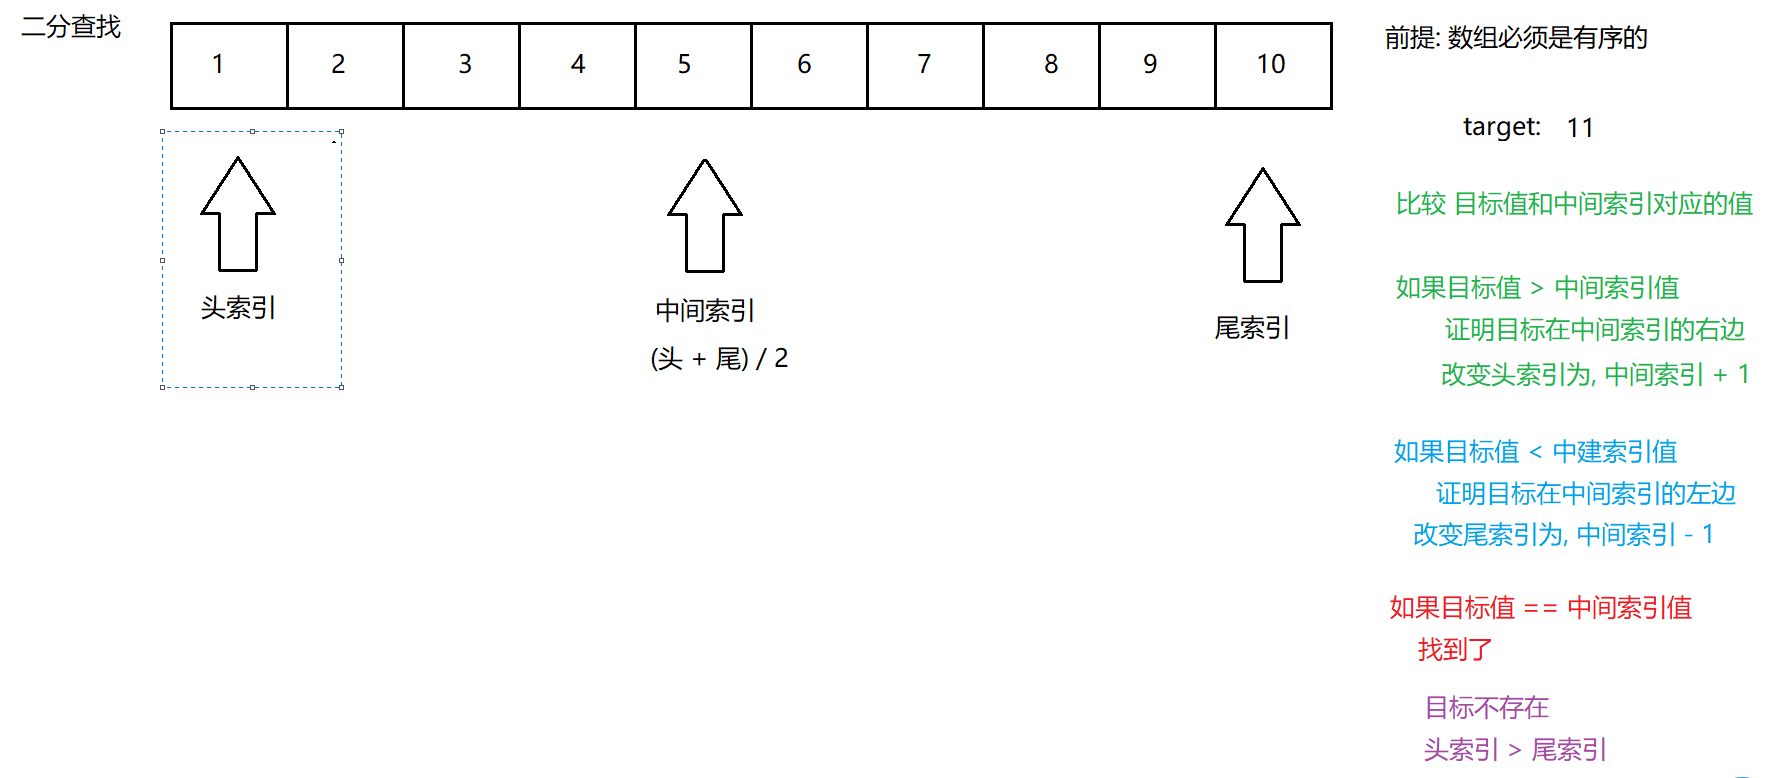 二分查找
1 2 3 4 5 6 7 8 9 10
头索引
中间索引
(头 + 尾) / 2
尾索引
前提: 数组必须是有序的
target: 11
比较 目标值和中间索引对应的值
如果目标值 > 中间索引值
证明目标在中间索引的右边
改变头索引为, 中间索引 + 1
如果目标值 < 中建索引值
证明目标在中间索引的左边
改变尾索引为, 中间索引 - 1
如果目标值 == 中间索引值
找到了
目标不存在
头索引 > 尾索引